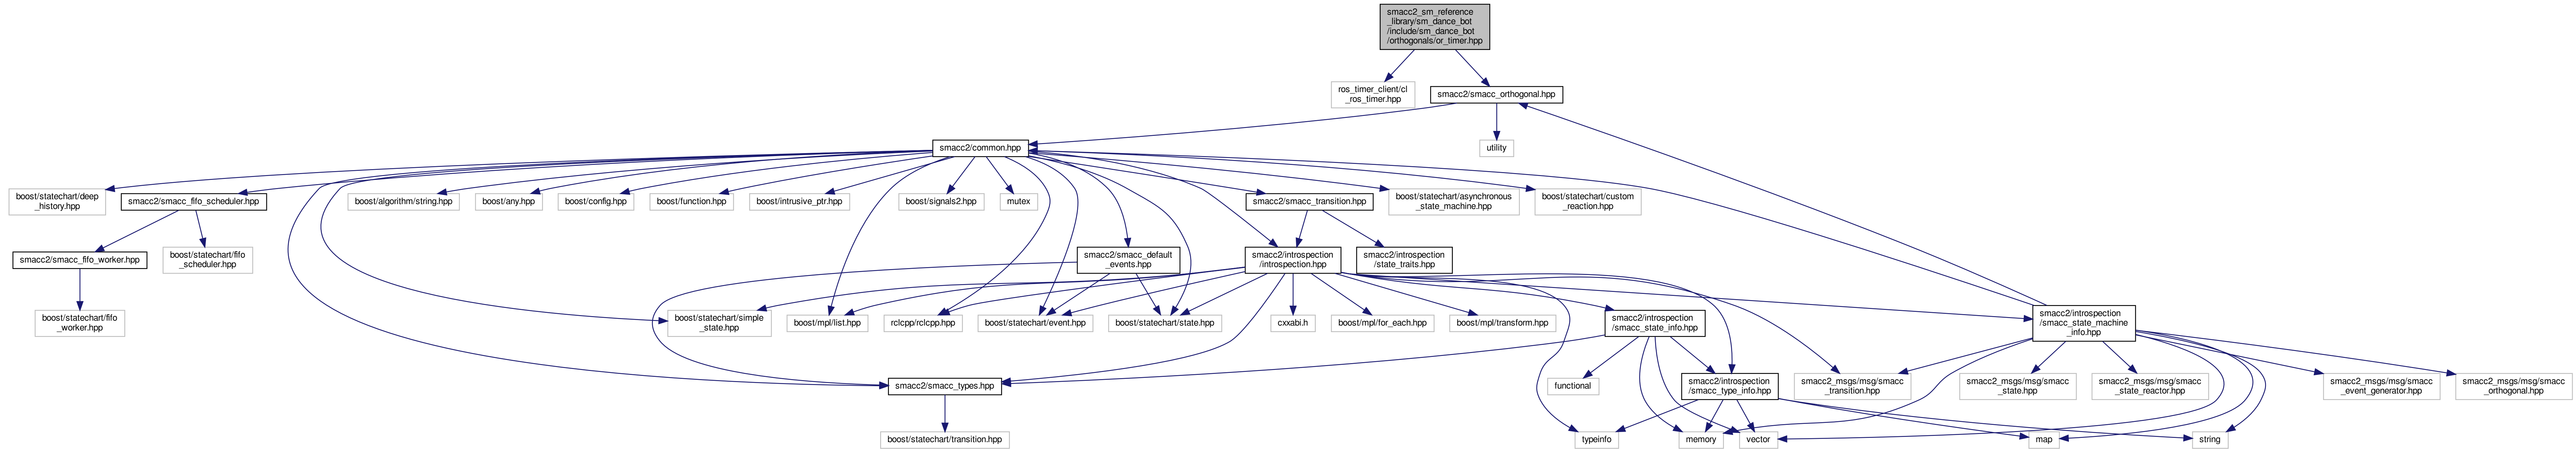 smacc2_sm_reference
_library/sm_dance_bot
/include/sm_dance_bot
/orthogonals/or_timer.hpp
ros_timer_client/cl
_ros_timer.hpp
smacc2/smacc_orthogonal.hpp
smacc2/common.hpp
utility
boost/statechart/deep
_history.hpp
smacc2/smacc_fifo_scheduler.hpp
boost/algorithm/string.hpp
boost/any.hpp
boost/config.hpp
boost/function.hpp
boost/intrusive_ptr.hpp
boost/signals2.hpp
mutex
smacc2/smacc_transition.hpp
boost/statechart/asynchronous
_state_machine.hpp
boost/statechart/custom
_reaction.hpp
smacc2/smacc_fifo_worker.hpp
boost/statechart/fifo
_scheduler.hpp
smacc2/smacc_default
_events.hpp
smacc2/introspection
/introspection.hpp
smacc2/introspection
/state_traits.hpp
boost/statechart/fifo
_worker.hpp
boost/statechart/simple
_state.hpp
boost/mpl/list.hpp
rclcpp/rclcpp.hpp
boost/statechart/event.hpp
boost/statechart/state.hpp
cxxabi.h
boost/mpl/for_each.hpp
boost/mpl/transform.hpp
smacc2/introspection
/smacc_state_info.hpp
smacc2/introspection
/smacc_state_machine
_info.hpp
smacc2/smacc_types.hpp
functional
smacc2/introspection
/smacc_type_info.hpp
smacc2_msgs/msg/smacc
_transition.hpp
smacc2_msgs/msg/smacc
_state.hpp
smacc2_msgs/msg/smacc
_state_reactor.hpp
smacc2_msgs/msg/smacc
_event_generator.hpp
smacc2_msgs/msg/smacc
_orthogonal.hpp
boost/statechart/transition.hpp
typeinfo
memory
vector
map
string